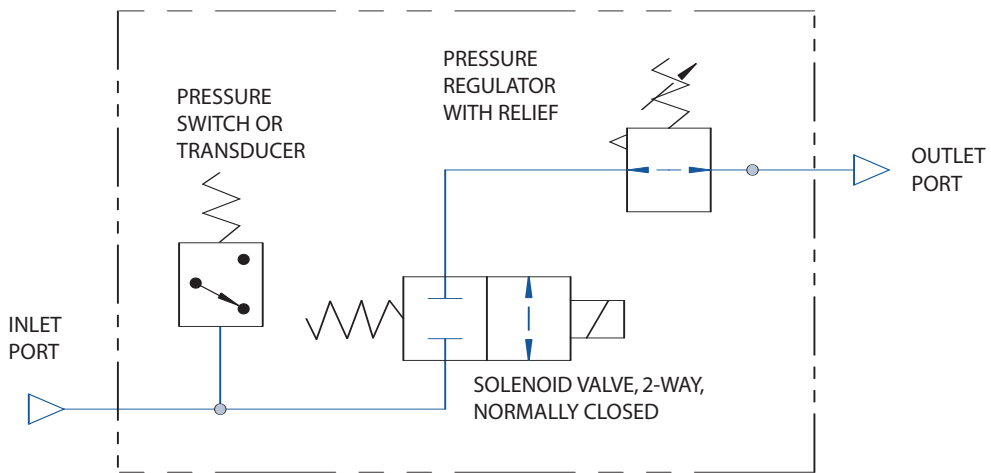 PRESSURE
REGULATOR
WITH RELIEF
PRESSURE
SWITCH OR
TRANSDUCER
OUTLET
PORT
INLET
PORT
SOLENOID VALVE, 2-WAY,
NORMALLY CLOSED